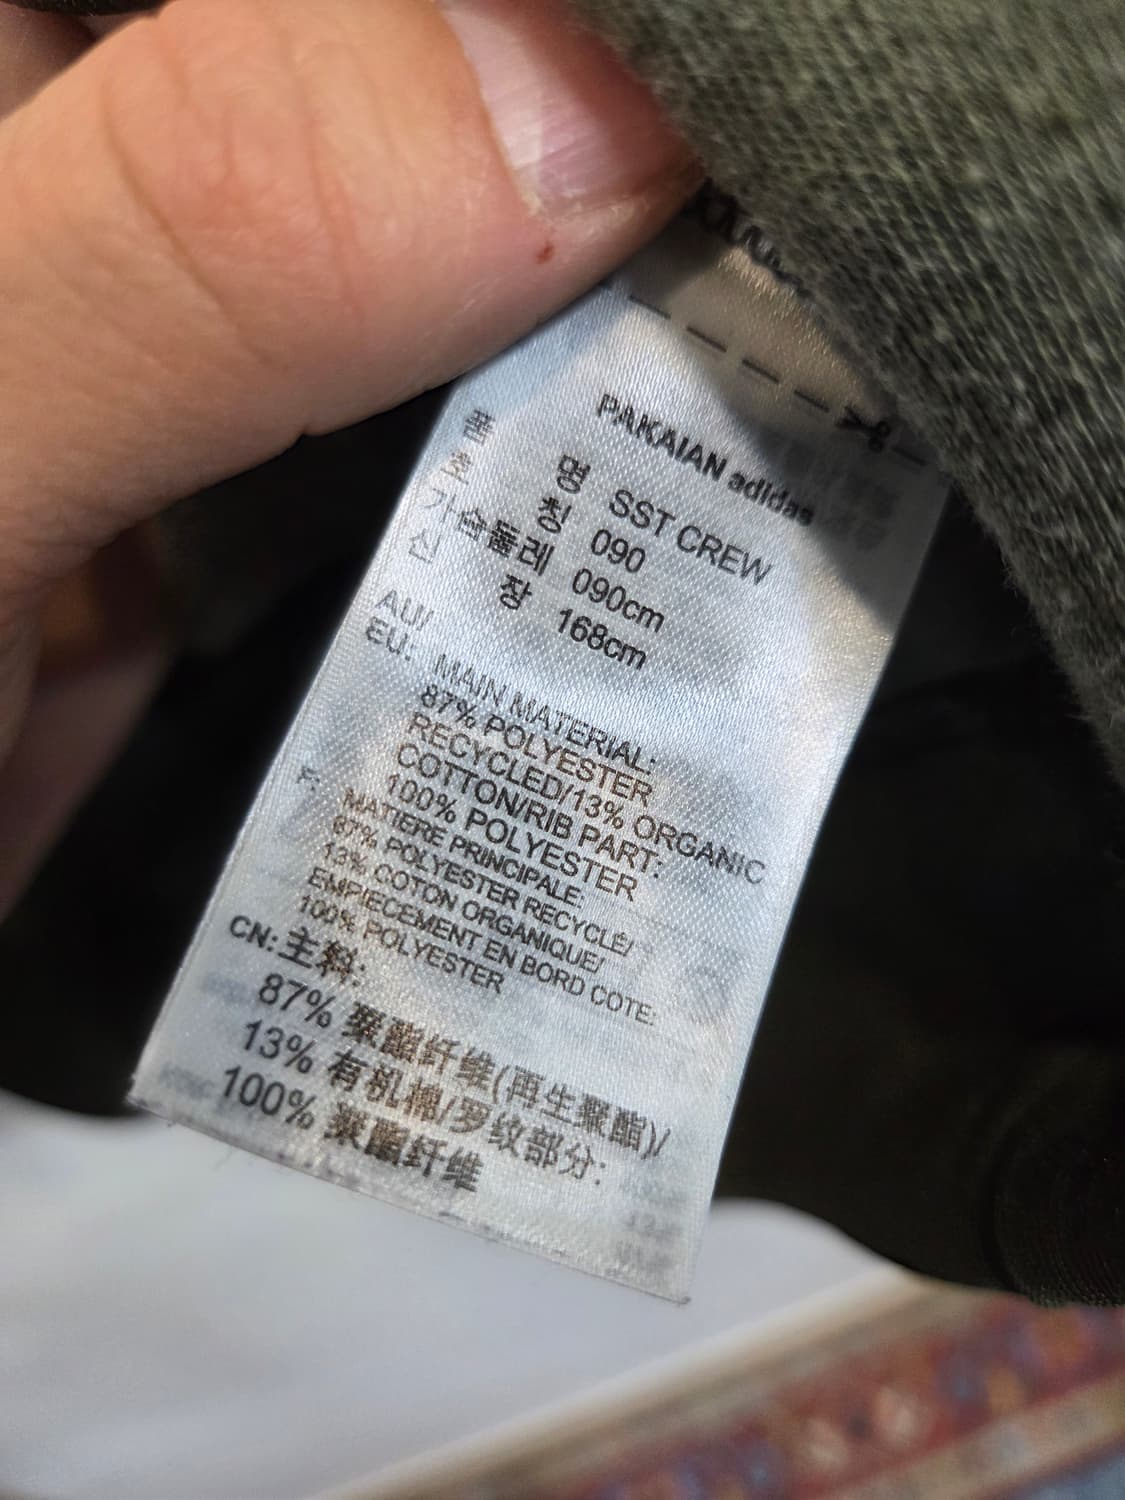 PAKAIAN adidas
품 명 SST CREW
호 칭 090
가슴둘레 090cm
신 장 168cm
AU/
EU: MAIN MATERIAL:
87% POLYESTER
RECYCLED/13% ORGANIC
COTTON/RIB PART:
100% POLYESTER
F: MATIERE PRINCIPALE:
87% POLYESTER RECYCLÉ/
13% COTON ORGANIQUE/
EMPIECEMENT EN BORD COTE:
100% POLYESTER
CN: 主料:
87% 聚酯纤维(再生聚酯)/
13% 有机棉/罗纹部分:
100% 聚酯纤维